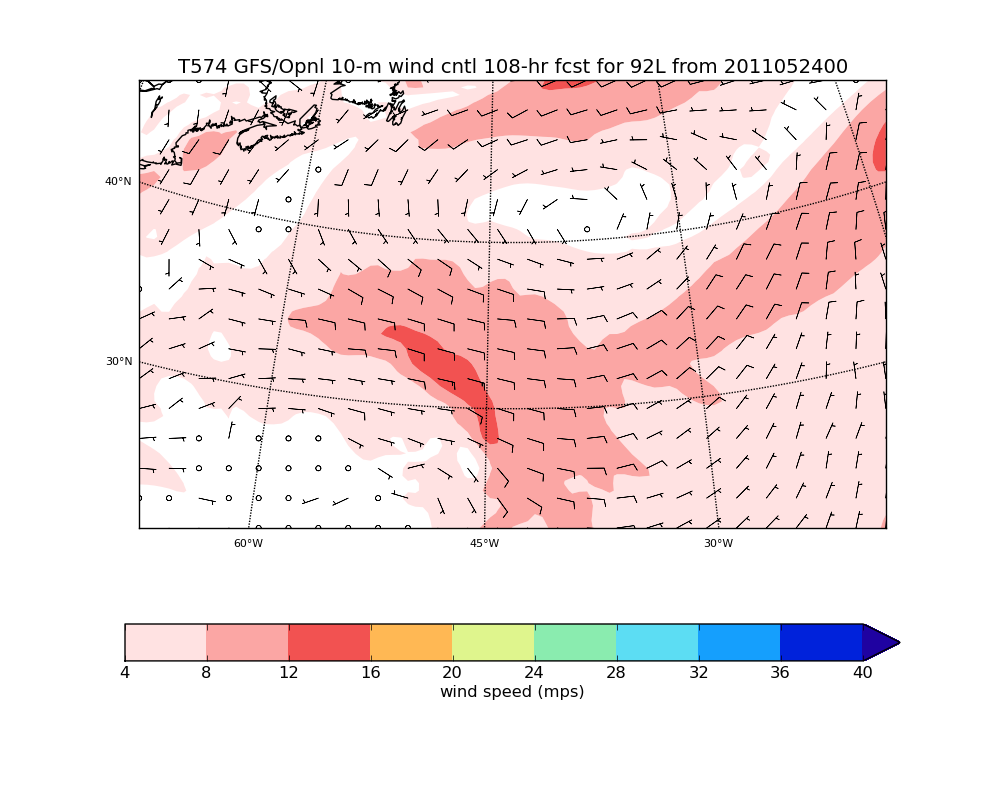 T574 GFS/Opnl 10-m wind cntl 108-hr fcst for 92L from 2011052400
40°N
30°N
60°W 45°W 30°W
4 8 12 16 20 24 28 32 36 40
wind speed (mps)